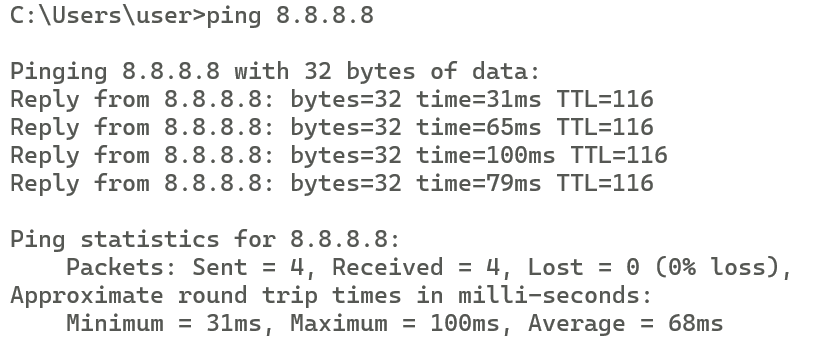 C:\Users\user>ping 8.8.8.8
Pinging 8.8.8.8 with 32 bytes of data:
Reply from 8.8.8.8: bytes=32 time=31ms TTL=116
Reply from 8.8.8.8: bytes=32 time=65ms TTL=116
Reply from 8.8.8.8: bytes=32 time=100ms TTL=116
Reply from 8.8.8.8: bytes=32 time=79ms TTL=116
Ping statistics for 8.8.8.8:
    Packets: Sent = 4, Received = 4, Lost = 0 (0% loss),
Approximate round trip times in milli-seconds:
    Minimum = 31ms, Maximum = 100ms, Average = 68ms